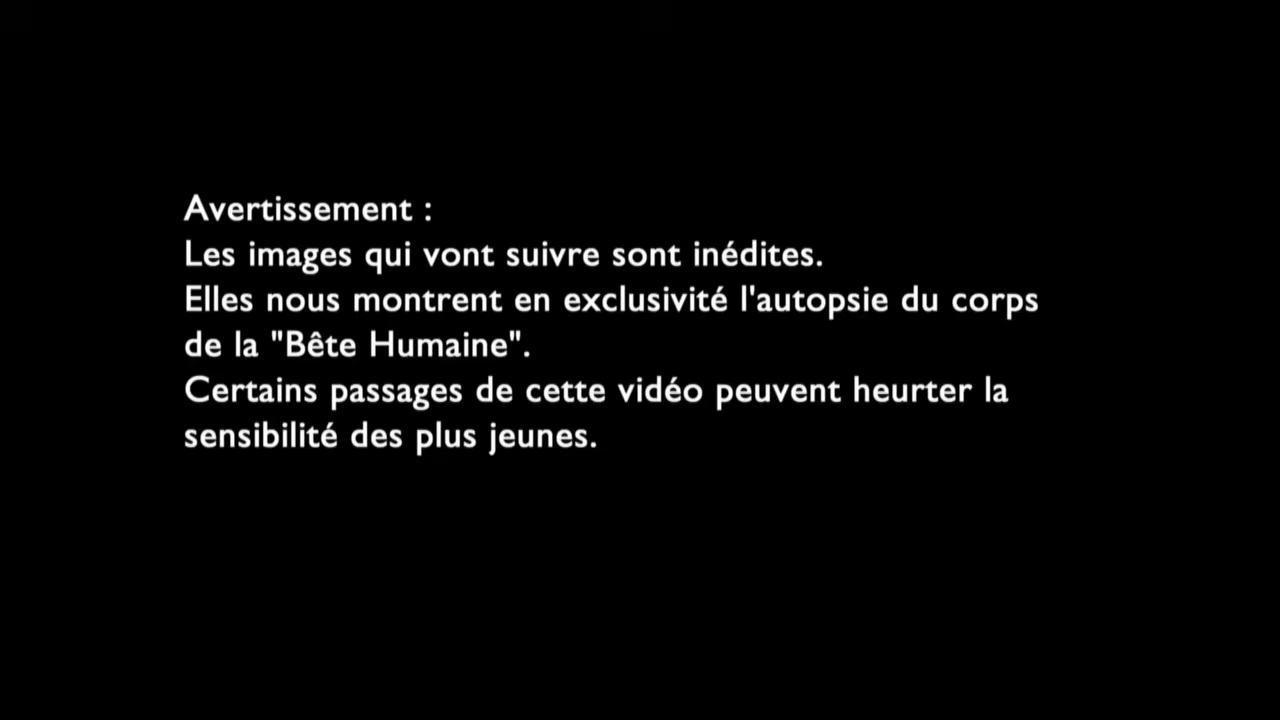 Avertissement :
Les images qui vont suivre sont inédites.
Elles nous montrent en exclusivité l'autopsie du corps
de la "Bête Humaine".
Certains passages de cette vidéo peuvent heurter la
sensibilité des plus jeunes.